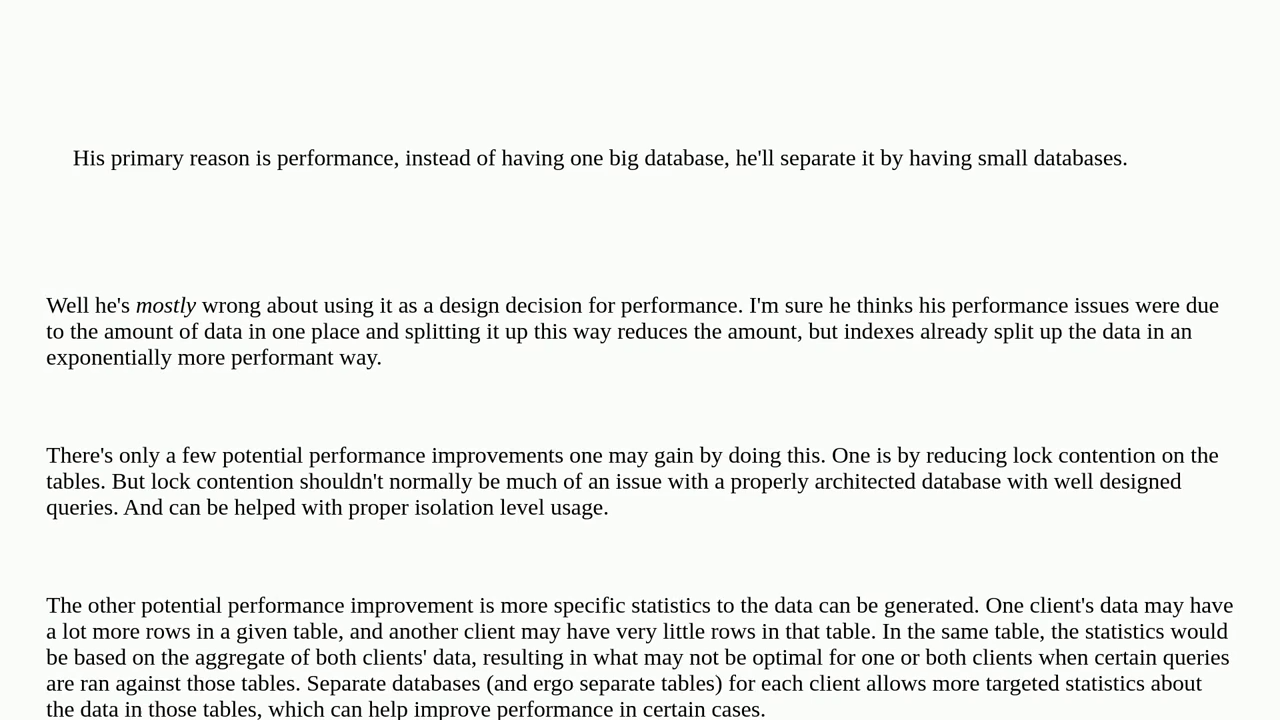 His primary reason is performance, instead of having one big database, he'll separate it by having small databases.
Well he's mostly wrong about using it as a design decision for performance. I'm sure he thinks his performance issues were due
to the amount of data in one place and splitting it up this way reduces the amount, but indexes already split up the data in an
exponentially more performant way.
There's only a few potential performance improvements one may gain by doing this. One is by reducing lock contention on the
tables. But lock contention shouldn't normally be much of an issue with a properly architected database with well designed
queries. And can be helped with proper isolation level usage.
The other potential performance improvement is more specific statistics to the data can be generated. One client's data may have
a lot more rows in a given table, and another client may have very little rows in that table. In the same table, the statistics would
be based on the aggregate of both clients' data, resulting in what may not be optimal for one or both clients when certain queries
are ran against those tables. Separate databases (and ergo separate tables) for each client allows more targeted statistics about
the data in those tables, which can help improve performance in certain cases.